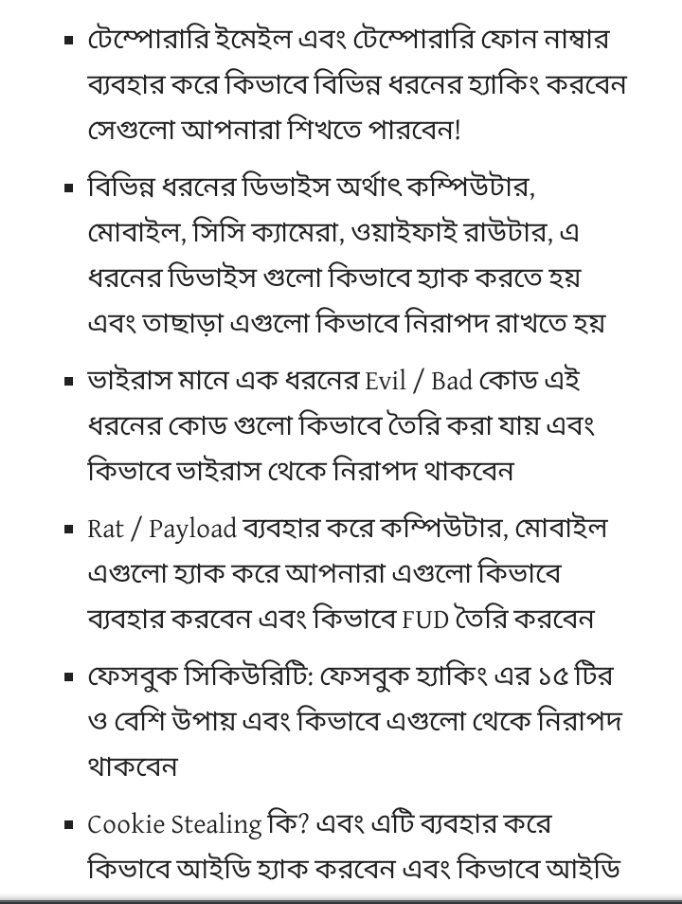 ▪ টেম্পোরারি ইমেইল এবং টেম্পোরারি ফোন নাম্বার
ব্যবহার করে কিভাবে বিভিন্ন ধরনের হ্যাকিং করবেন
সেগুলো আপনারা শিখতে পারবেন!
▪ বিভিন্ন ধরনের ডিভাইস অর্থাৎ কম্পিউটার,
মোবাইল, সিসি ক্যামেরা, ওয়াইফাই রাউটার, এ
ধরনের ডিভাইস গুলো কিভাবে হ্যাক করতে হয়
এবং তাছাড়া এগুলো কিভাবে নিরাপদ রাখতে হয়
▪ ভাইরাস মানে এক ধরনের Evil / Bad কোড এই
ধরনের কোড গুলো কিভাবে তৈরি করা যায় এবং
কিভাবে ভাইরাস থেকে নিরাপদ থাকবেন
▪ Rat / Payload ব্যবহার করে কম্পিউটার, মোবাইল
এগুলো হ্যাক করে আপনারা এগুলো কিভাবে
ব্যবহার করবেন এবং কিভাবে FUD তৈরি করবেন
▪ ফেসবুক সিকিউরিটি: ফেসবুক হ্যাকিং এর ১৫ টির
ও বেশি উপায় এবং কিভাবে এগুলো থেকে নিরাপদ
থাকবেন
▪ Cookie Stealing কি? এবং এটি ব্যবহার করে
কিভাবে আইডি হ্যাক করবেন এবং কিভাবে আইডি